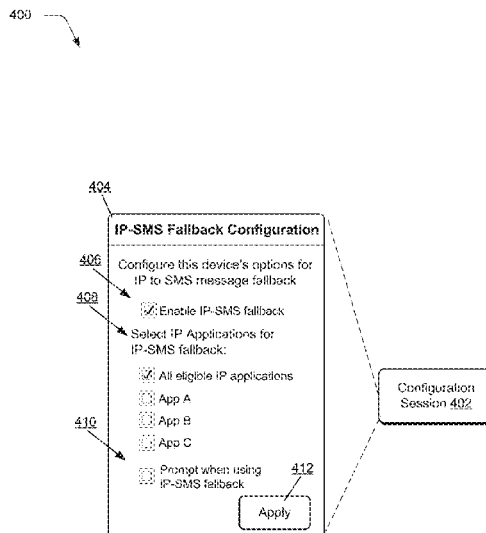 400
404
IP-SMS Fallback Configuration
406
Configure this device's options for
IP to SMS message fallback
408
Enable IP-SMS fallback
Select IP Applications for
IP-SMS fallback:
All eligible IP applications
410
App A
App B
App C
Prompt when using
IP-SMS fallback
412
Apply
Configuration
Session 402